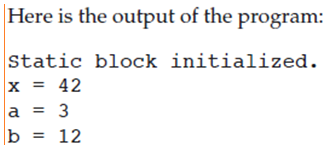 Here is the output of the program:
Static block initialized.
x = 42
a = 3
b = 12